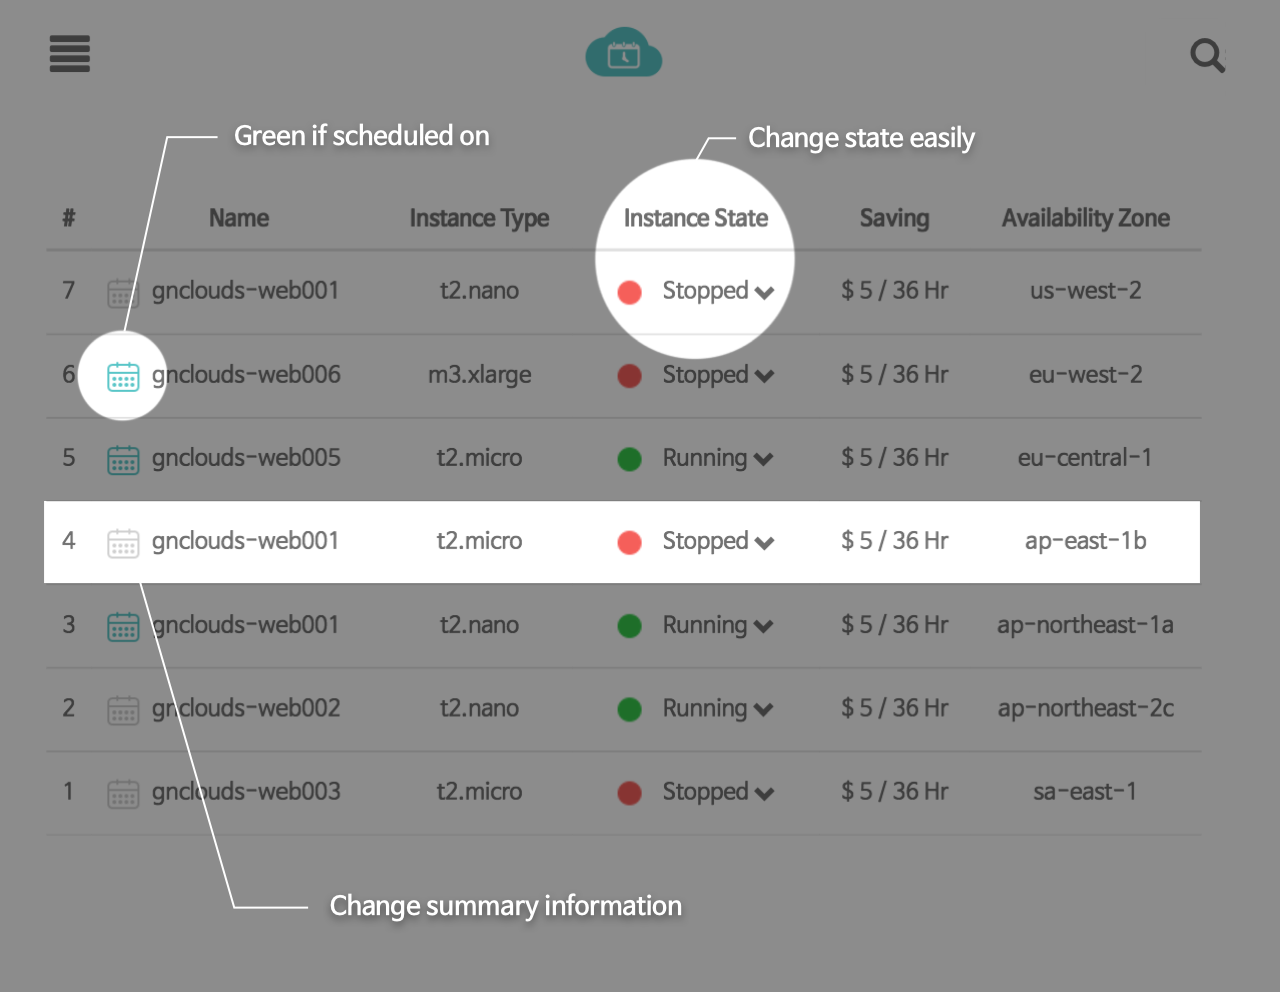 Green if scheduled on
Change state easily
# Name Instance Type Instance State Saving Availability Zone
7 gnclouds-web001 t2.nano Stopped $ 5 / 36 Hr us-west-2
6 gnclouds-web006 m3.xlarge Stopped $ 5 / 36 Hr eu-west-2
5 gnclouds-web005 t2.micro Running $ 5 / 36 Hr eu-central-1
4 gnclouds-web001 t2.micro Stopped $ 5 / 36 Hr ap-east-1b
3 gnclouds-web001 t2.nano Running $ 5 / 36 Hr ap-northeast-1a
2 gnclouds-web002 t2.nano Running $ 5 / 36 Hr ap-northeast-2c
1 gnclouds-web003 t2.micro Stopped $ 5 / 36 Hr sa-east-1
Change summary information